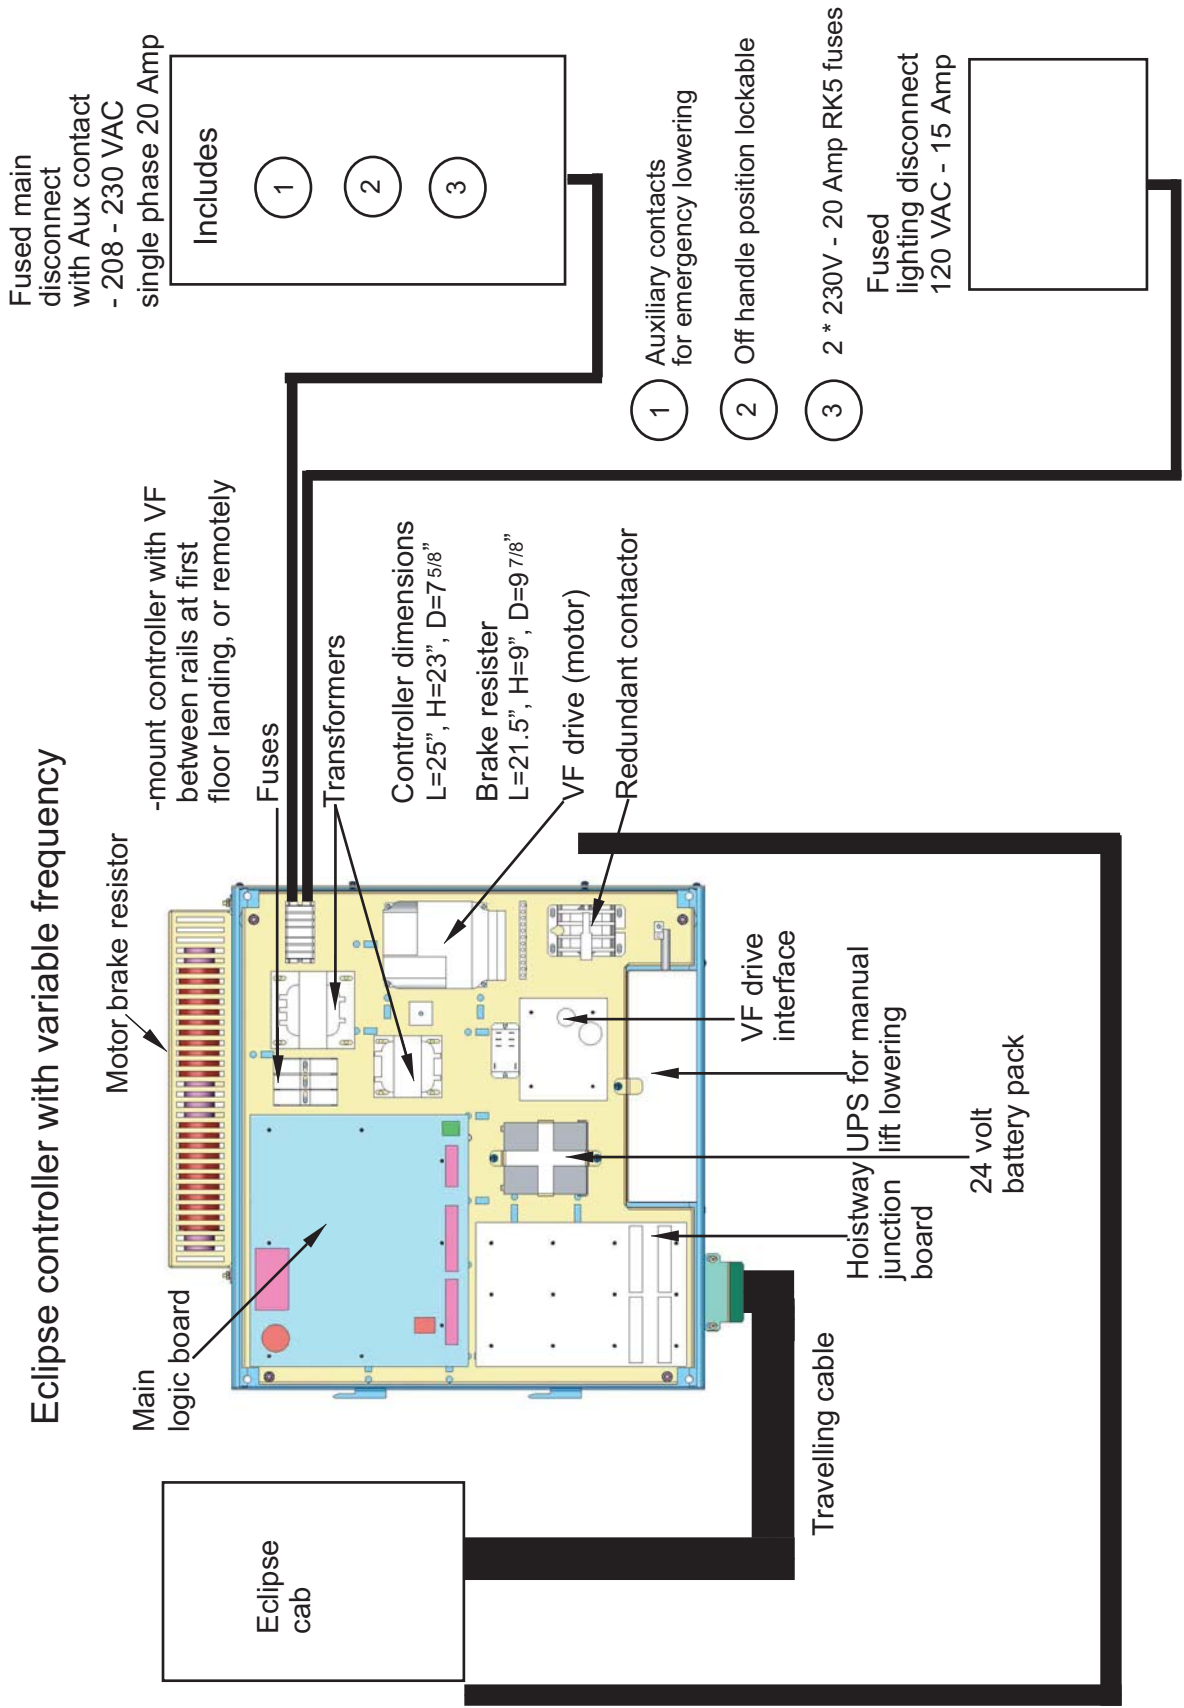 Eclipse controller with variable frequency
Motor brake resistor
Main
logic board
Eclipse
cab
Travelling cable
-mount controller with VF
between rails at first
floor landing, or remotely
Fuses
Transformers
Controller dimensions
L=25”, H=23”, D=7 5/8”
Brake resister
L=21.5”, H=9”, D=9 7/8”
VF drive (motor)
Redundant contactor
VF drive
interface
UPS for manual
lift lowering
Hoistway
junction
board
24 volt
battery pack
Fused main
disconnect
with Aux contact
- 208 - 230 VAC
single phase 20 Amp
Includes
1
2
3
1 Auxiliary contacts
for emergency lowering
2 Off handle position lockable
3 2 * 230V - 20 Amp RK5 fuses
Fused
lighting disconnect
120 VAC - 15 Amp